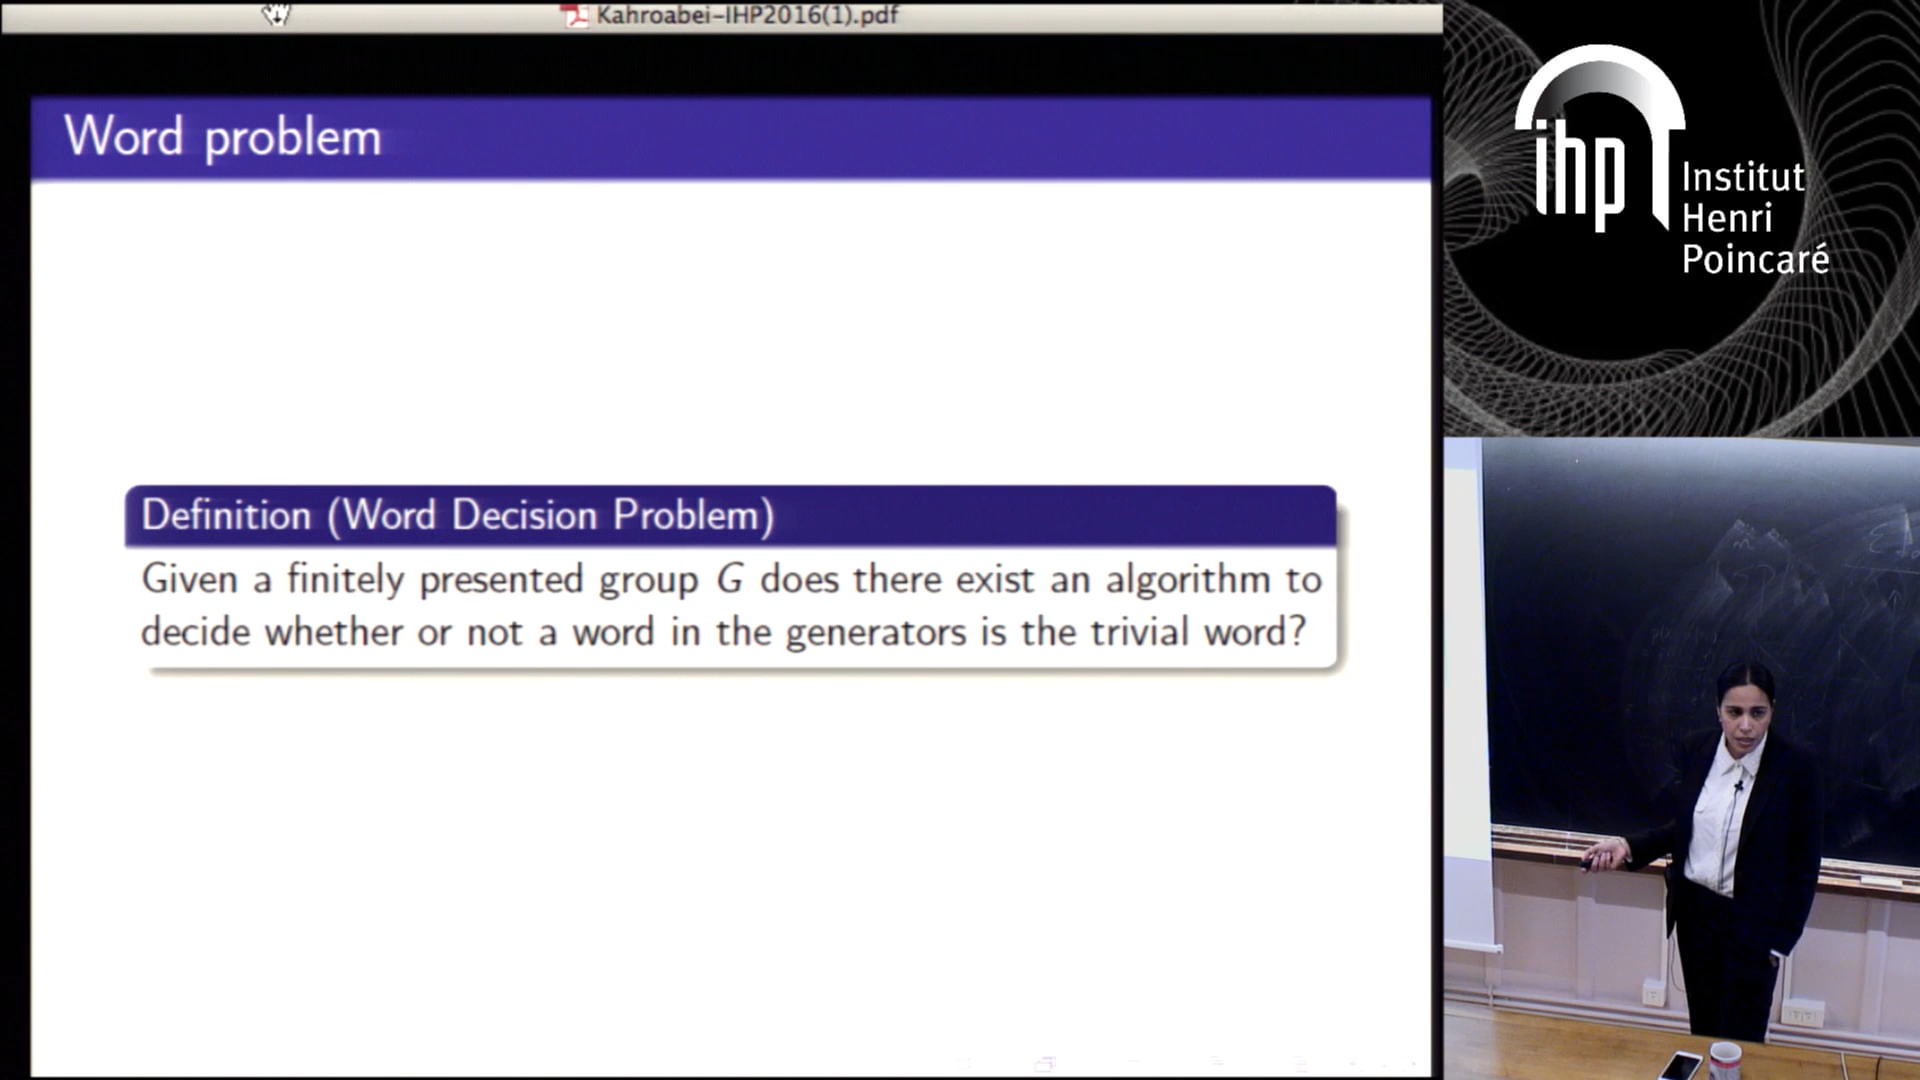 Kahroabei-IHP2016(1).pdf
Word problem
Definition (Word Decision Problem)
Given a finitely presented group G does there exist an algorithm to
decide whether or not a word in the generators is the trivial word?
ihp
Institut
Henri
Poincaré